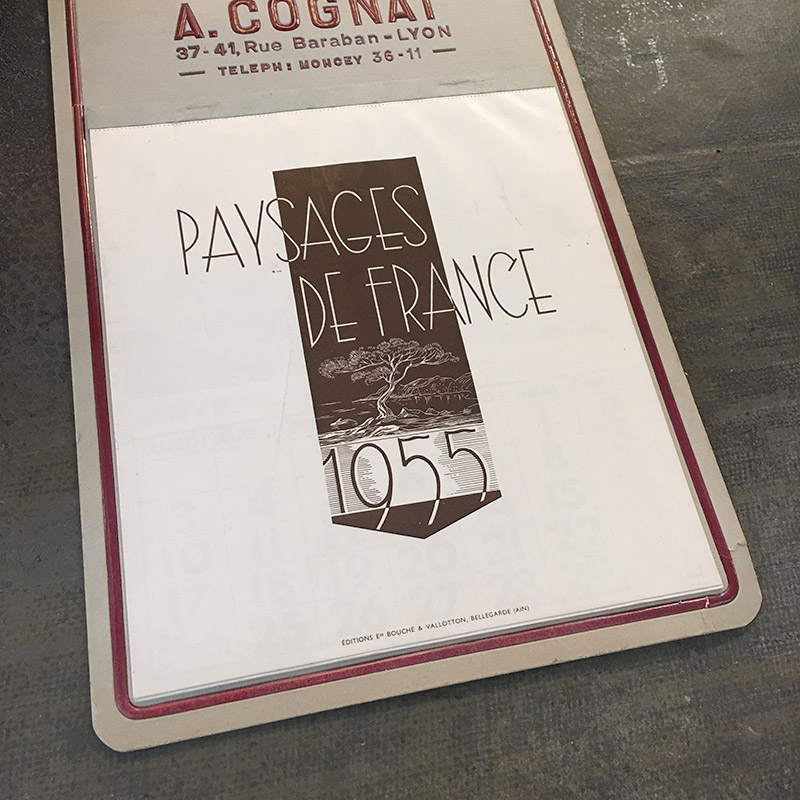 A. COGNAT
37-41, Rue Baraban - LYON
— TELEPH: MONCEY 36-11 —
PAYSAGES
DE FRANCE
1955
ÉDITIONS Ets BOUCHÉ & VALLOTTON, BELLEGARDE (AIN)